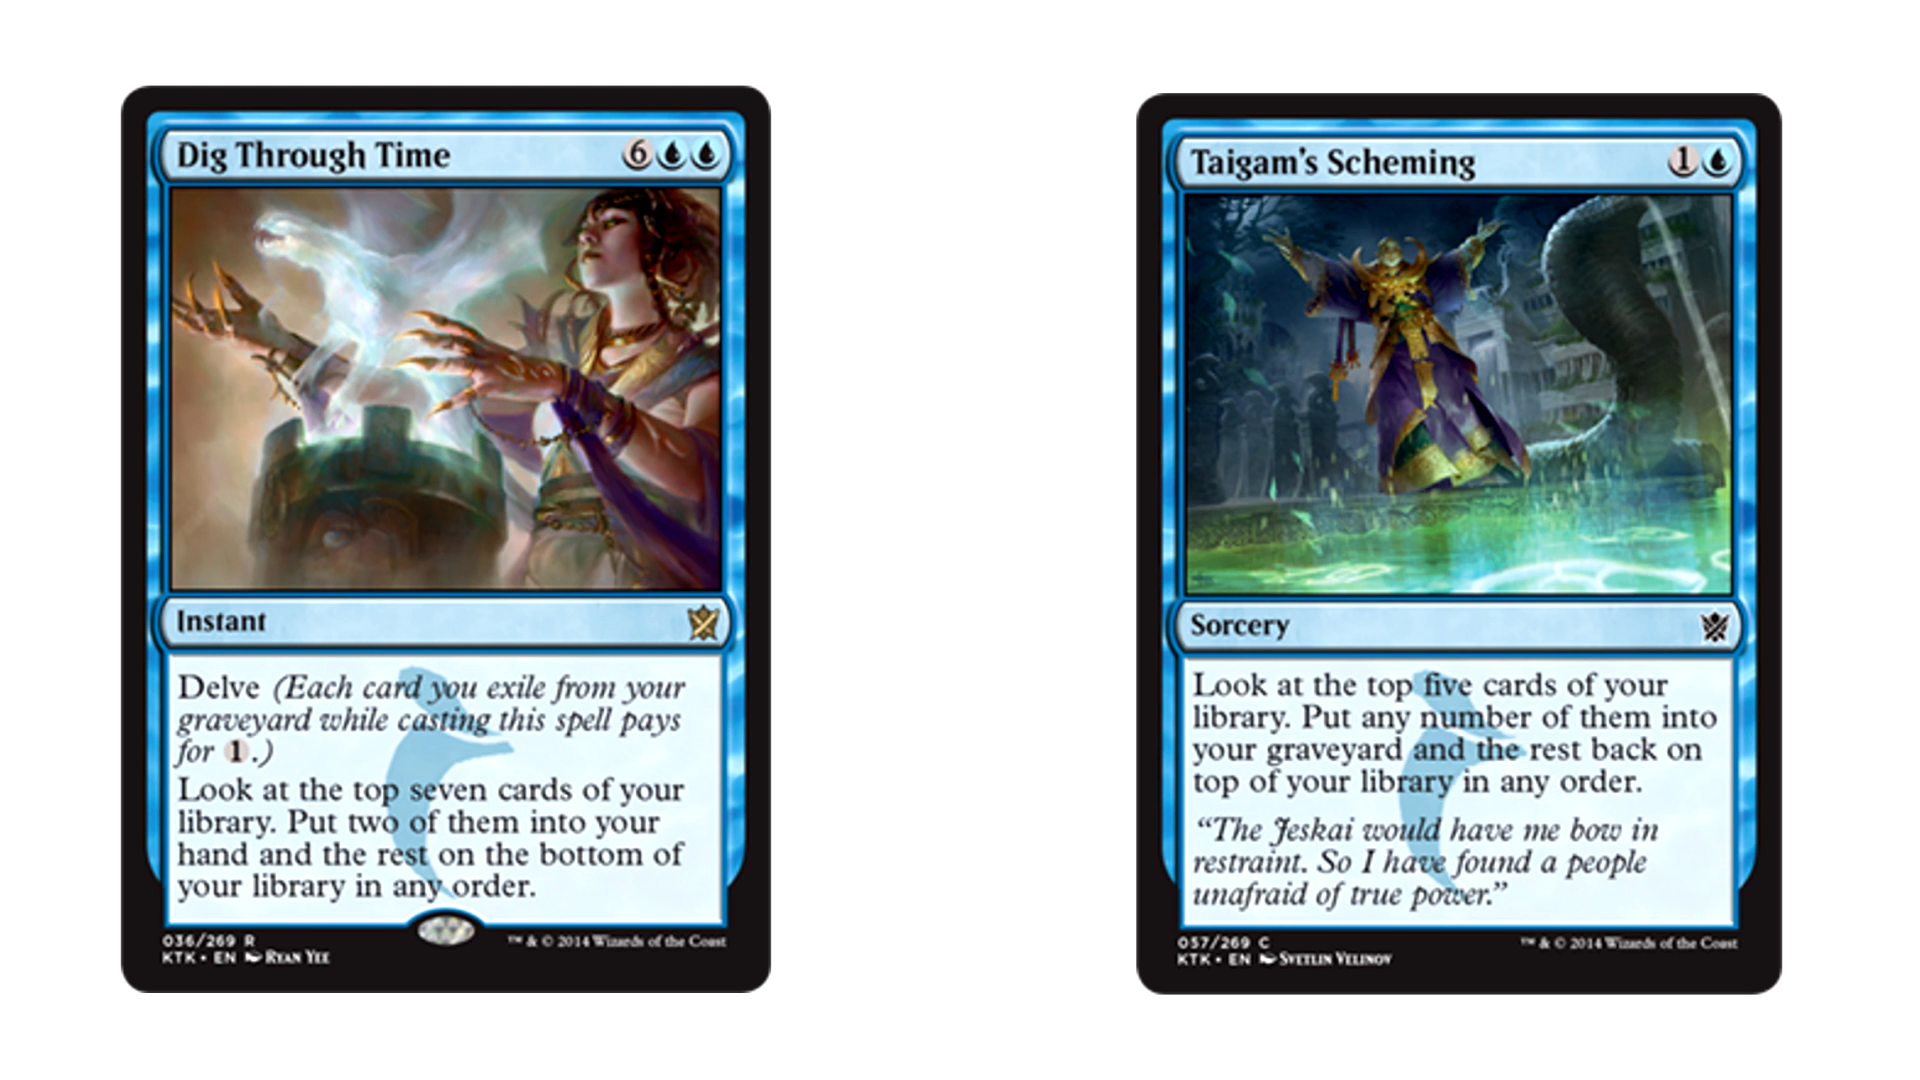 Dig Through Time 6
Instant
Delve (Each card you exile from your
graveyard while casting this spell pays
for 1.)
Look at the top seven cards of your
library. Put two of them into your
hand and the rest on the bottom of
your library in any order.
036/269 R
KTK • EN Ryan Yee
™ & © 2014 Wizards of the Coast
Taigam's Scheming 1
Sorcery
Look at the top five cards of your
library. Put any number of them into
your graveyard and the rest back on
top of your library in any order.
“The Jeskai would have me bow in
restraint. So I have found a people
unafraid of true power.”
057/269 C
KTK • EN Svetlin Velinov
™ & © 2014 Wizards of the Coast